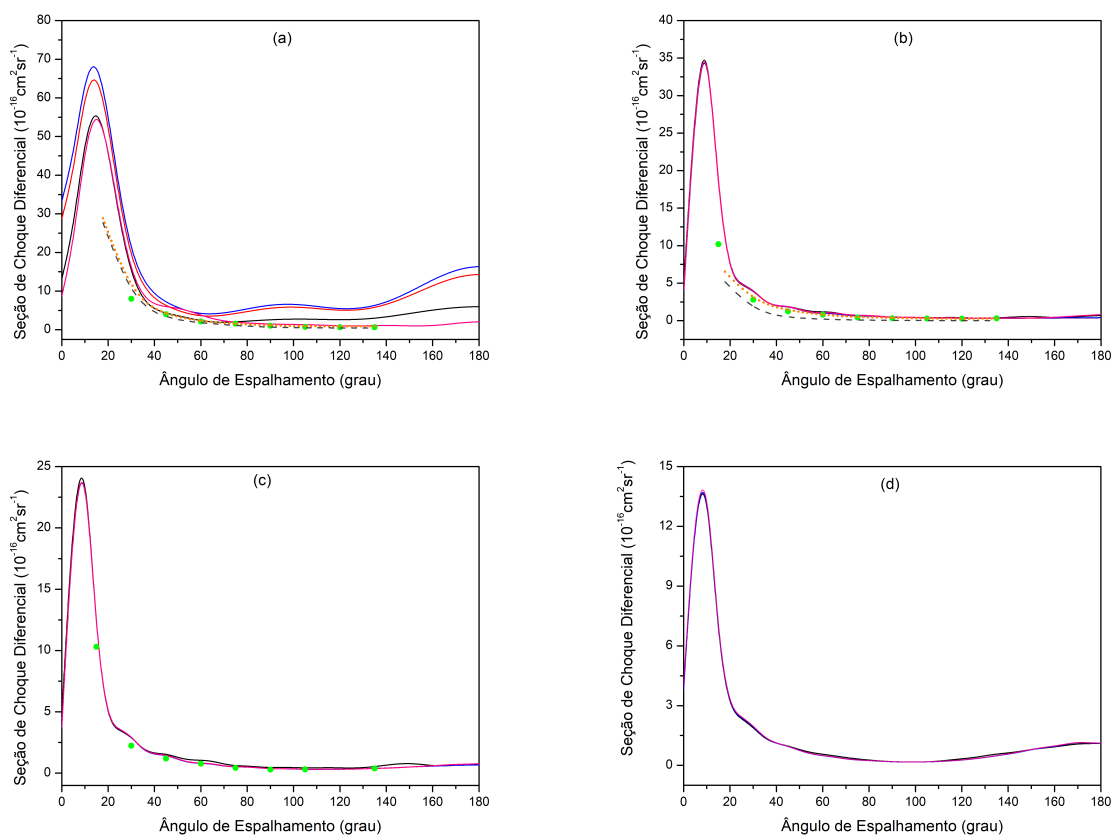 (a)
Seção de Choque Diferencial (10⁻¹⁶cm²sr⁻¹)
80
70
60
50
40
30
20
10
0
0 20 40 60 80 100 120 140 160 180
Ângulo de Espalhamento (grau)
(b)
Seção de Choque Diferencial (10⁻¹⁶cm²sr⁻¹)
40
35
30
25
20
15
10
5
0
0 20 40 60 80 100 120 140 160 180
Ângulo de Espalhamento (grau)
(c)
Seção de Choque Diferencial (10⁻¹⁶cm²sr⁻¹)
25
20
15
10
5
0
0 20 40 60 80 100 120 140 160 180
Ângulo de Espalhamento (grau)
(d)
Seção de Choque Diferencial (10⁻¹⁶cm²sr⁻¹)
15
12
9
6
3
0
0 20 40 60 80 100 120 140 160 180
Ângulo de Espalhamento (grau)